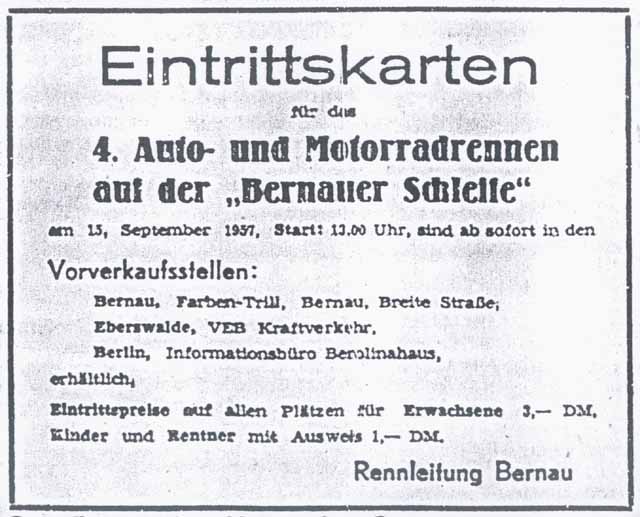 Eintrittskarten
für das
4. Auto- und Motorradrennen
auf der „Bernauer Schleife“
am 15. September 1957, Start: 13.00 Uhr, sind ab sofort in den
Vorverkaufsstellen:
Bernau, Farben-Trill, Bernau, Breite Straße,
Eberswalde, VEB Kraftverkehr,
Berlin, Informationsbüro Berolinahaus,
erhältlich,
Eintrittspreise auf allen Plätzen für Erwachsene 3,— DM,
Kinder und Rentner mit Ausweis 1,— DM.
Rennleitung Bernau